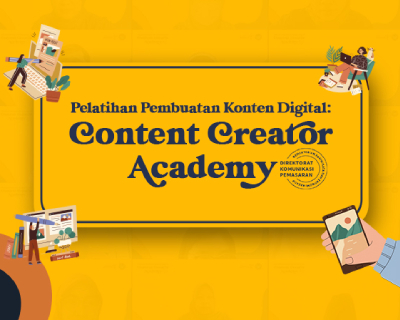 Pelatihan Pembuatan Konten Digital:
Content Creator
Academy
DIREKTORAT
KOMUNIKASI
PEMASARAN